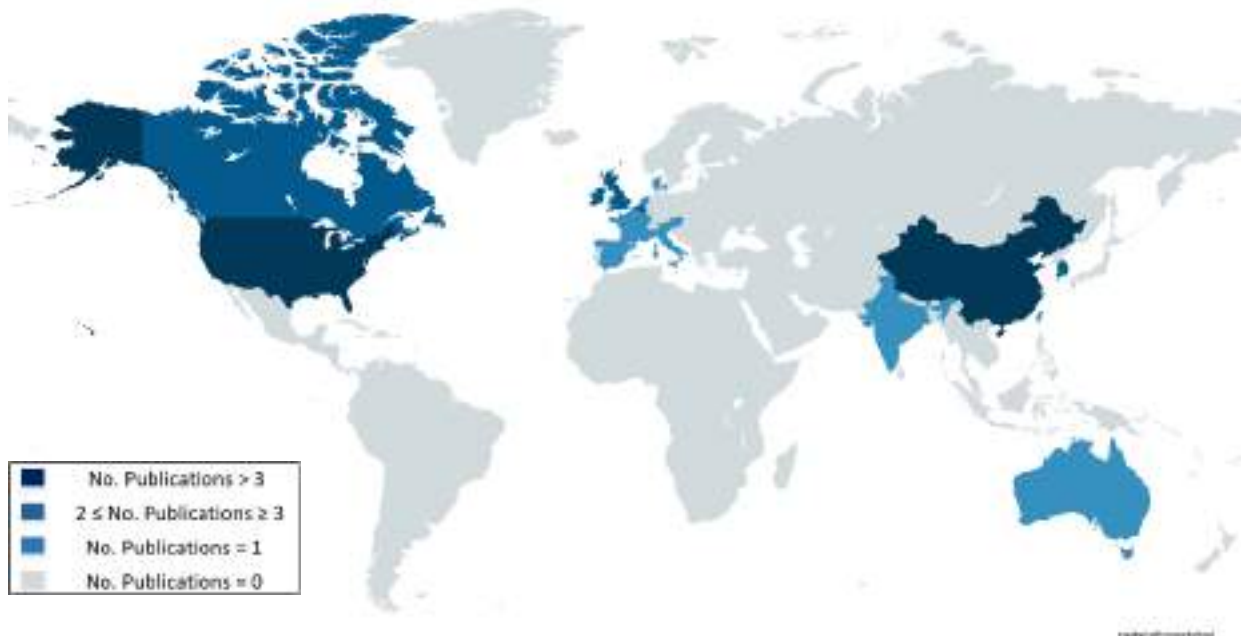 No. Publications > 3
2 ≤ No. Publications ≥ 3
No. Publications = 1
No. Publications = 0